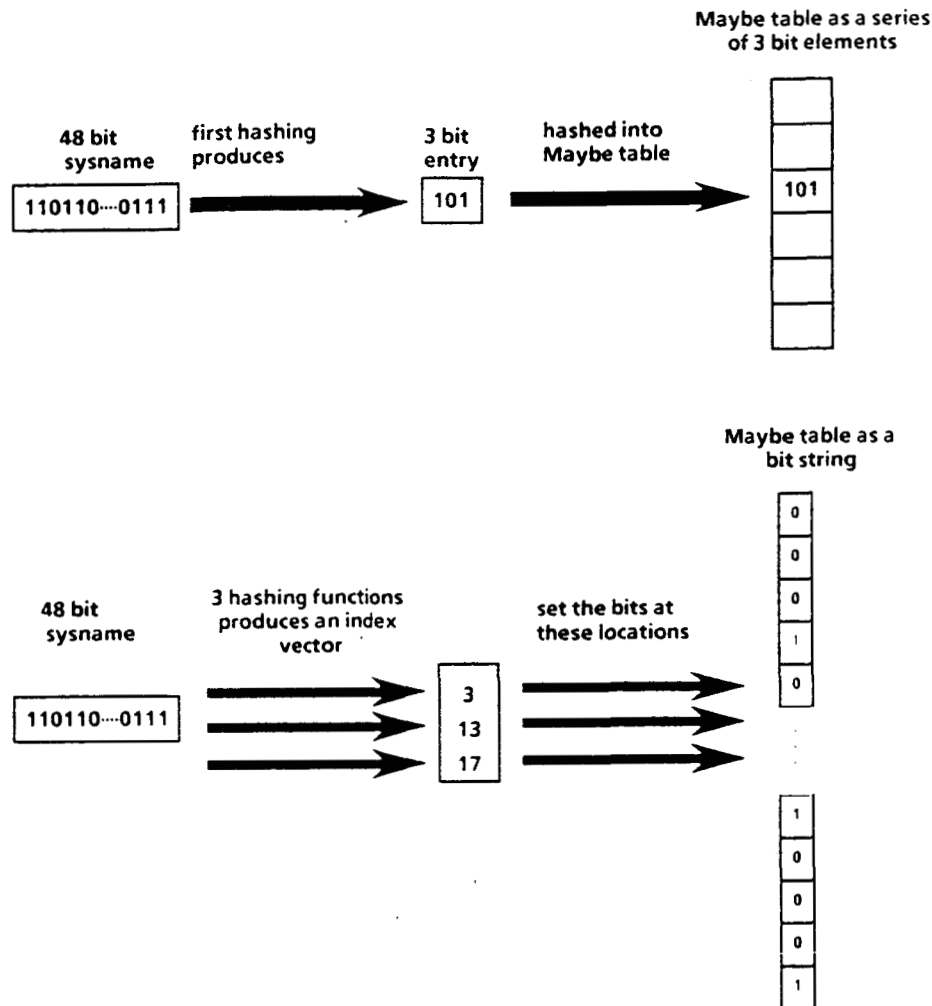 Maybe table as a series
of 3 bit elements
48 bit
sysname
first hashing
produces
3 bit
entry
hashed into
Maybe table
110110····0111
101
101
Maybe table as a
bit string
0
0
0
1
0
48 bit
sysname
3 hashing functions
produces an index
vector
set the bits at
these locations
110110····0111
3
13
17
1
0
0
0
1